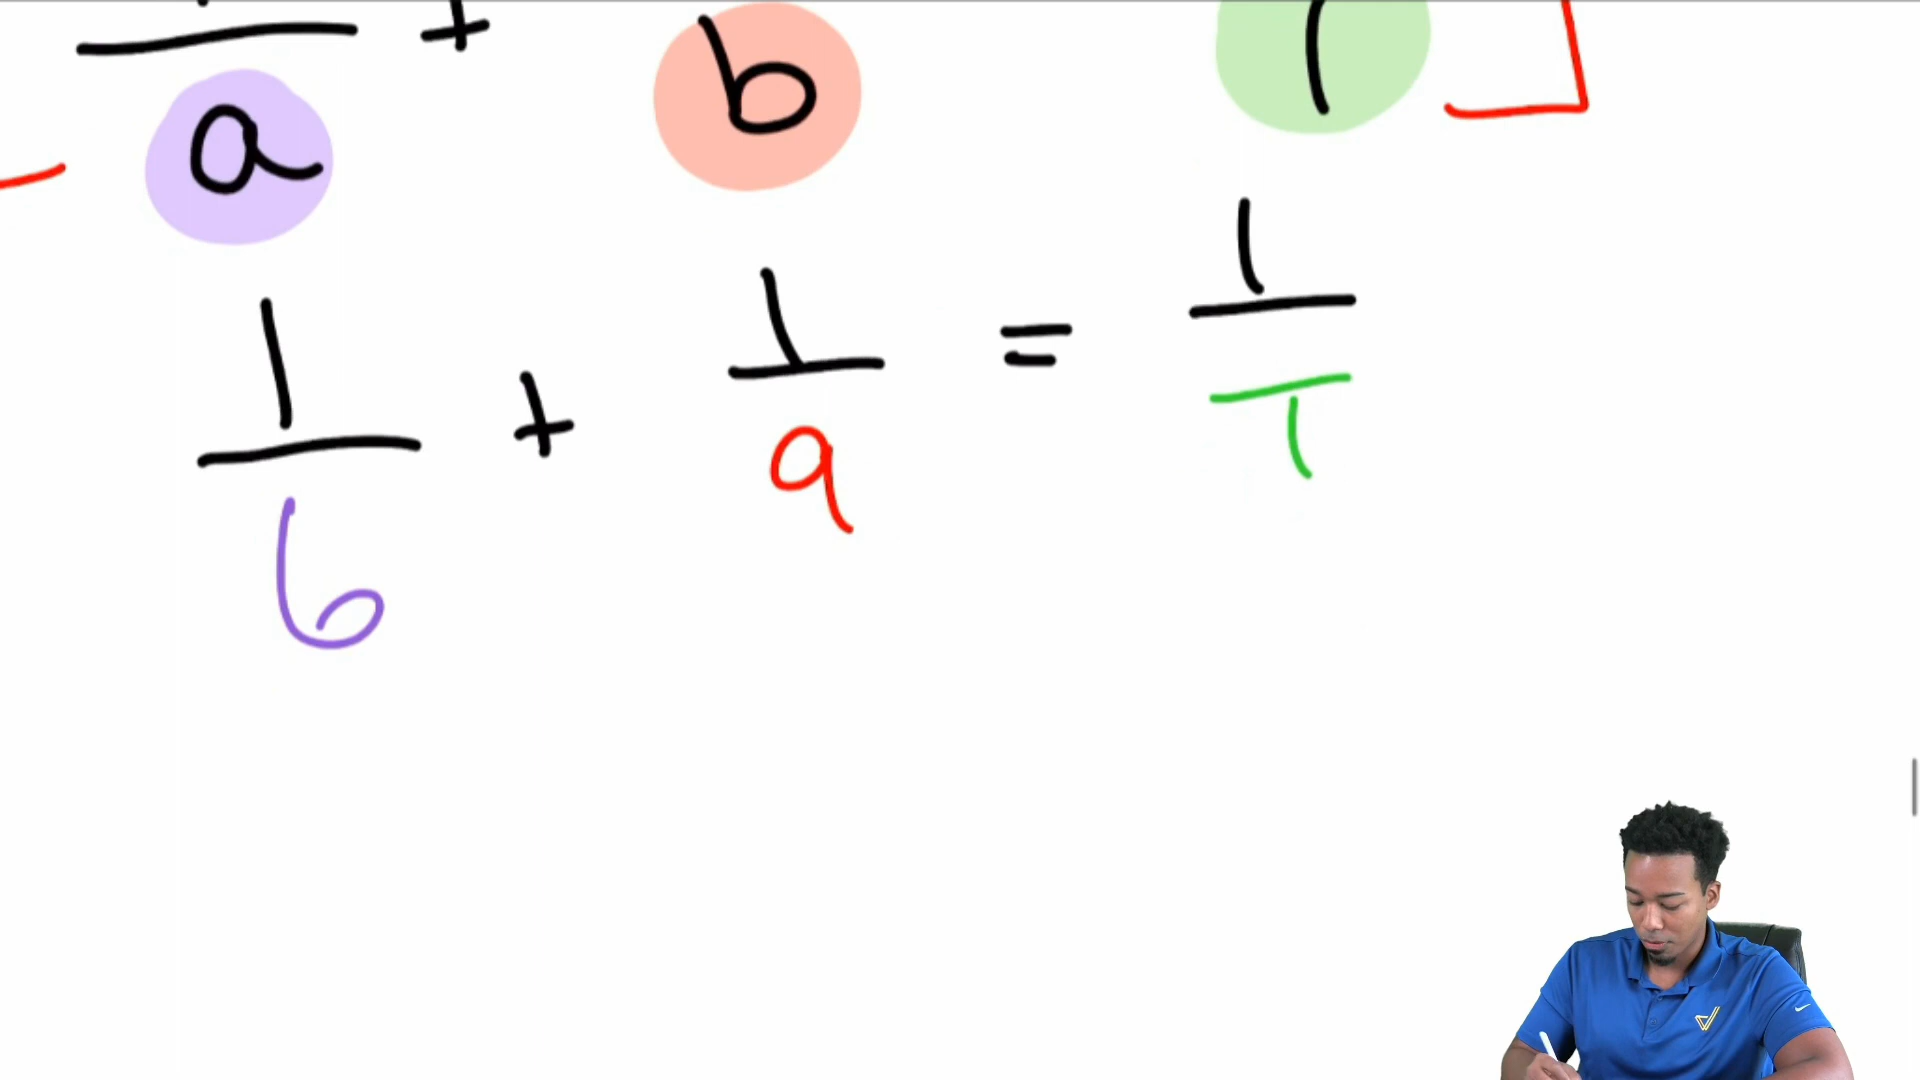 a + b T
1/6 + 1/9 = 1/T